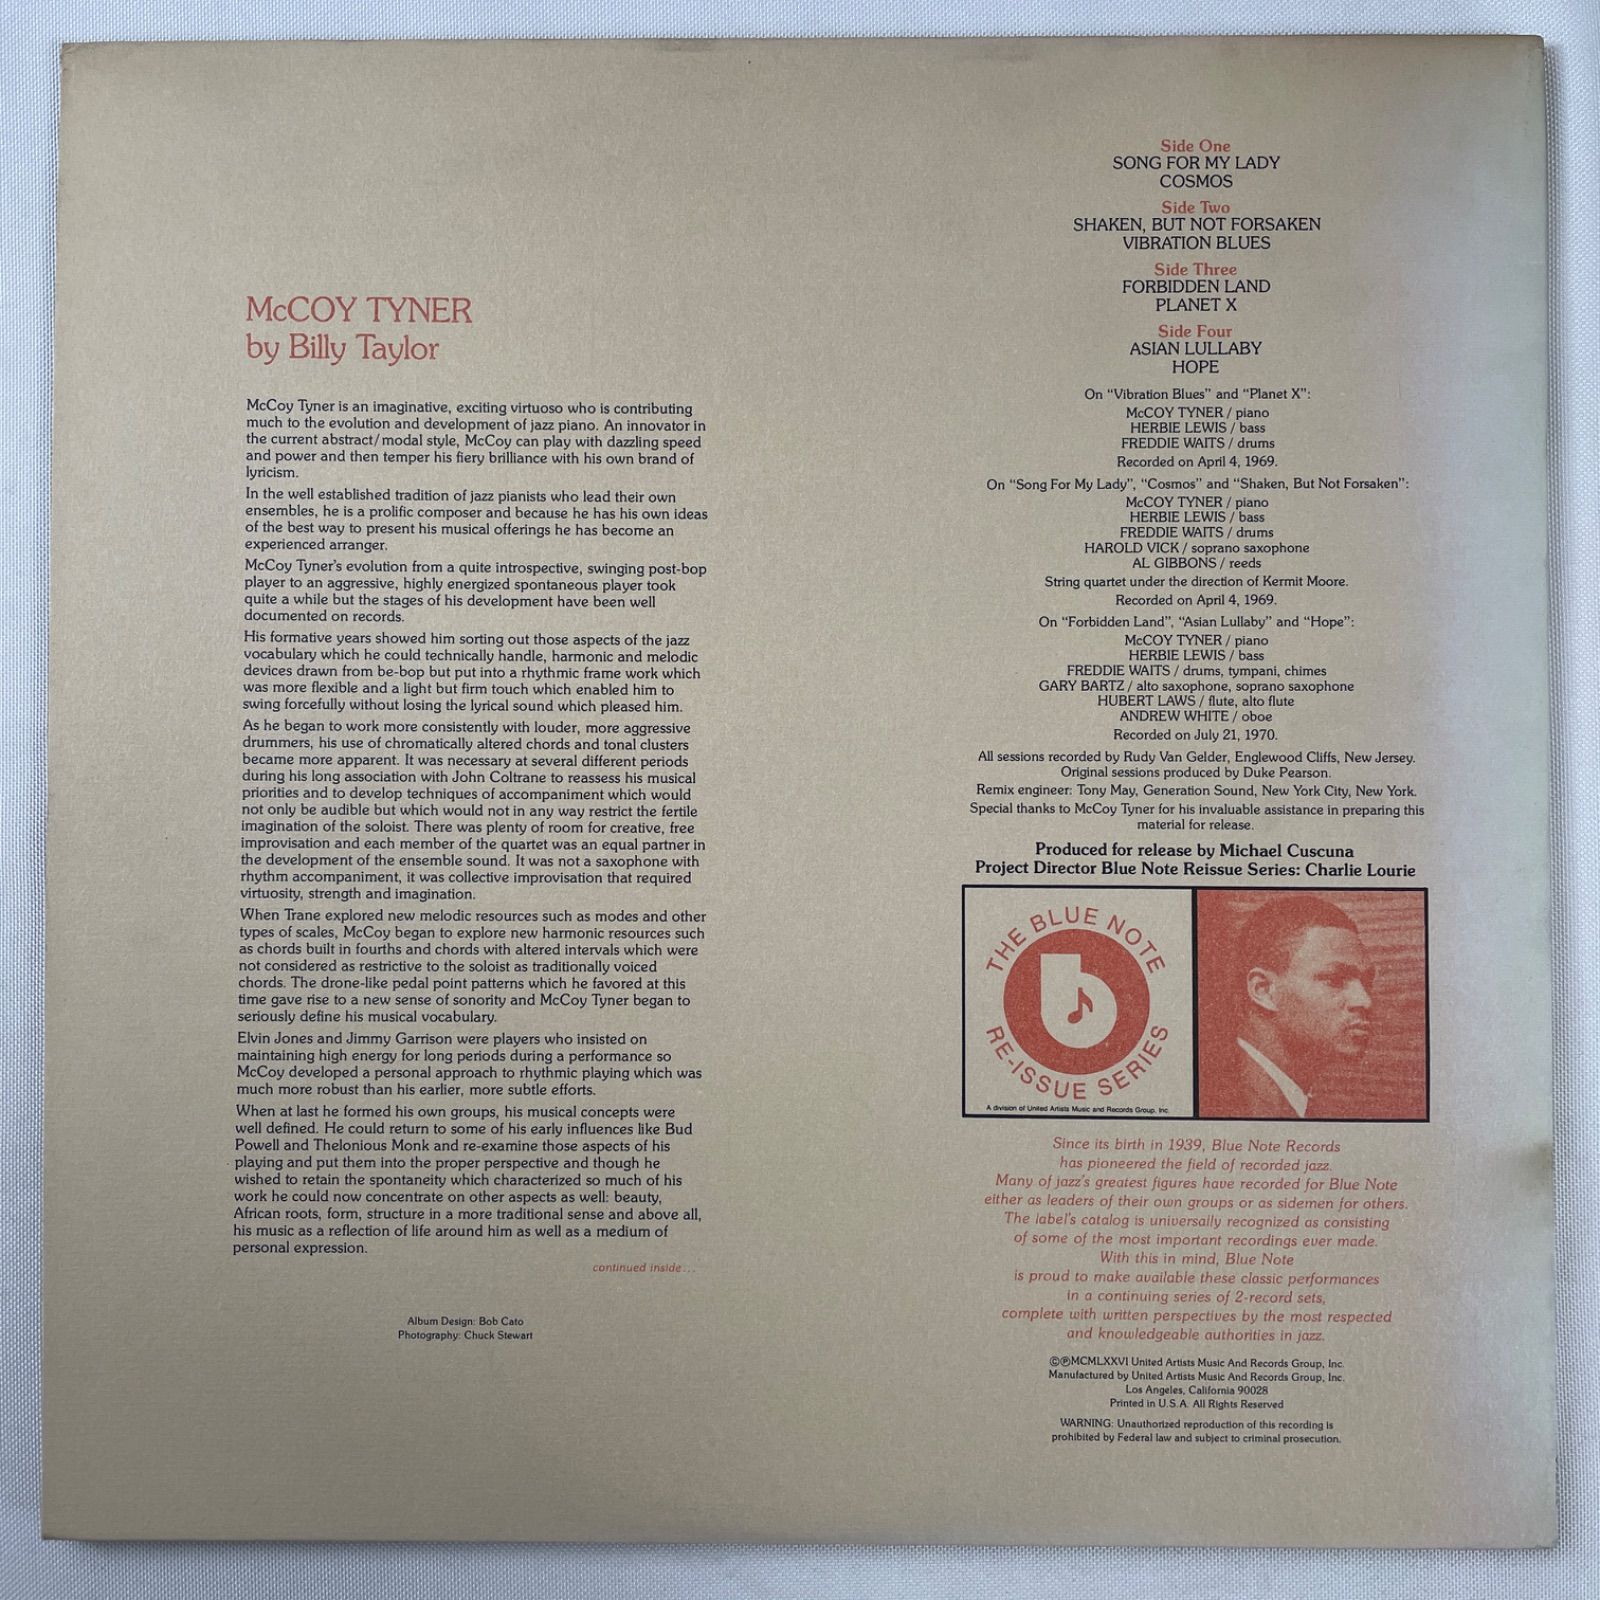 McCOY TYNER
by Billy Taylor
McCoy Tyner is an imaginative, exciting virtuoso who is contributing
much to the evolution and development of jazz piano. An innovator in
the current abstract/modal style, McCoy can play with dazzling speed
and power and then temper his fiery brilliance with his own brand of
lyricism.
In the well established tradition of jazz pianists who lead their own
ensembles, he is a prolific composer and because he has his own ideas
of the best way to present his musical offerings he has become an
experienced arranger.
McCoy Tyner's evolution from a quite introspective, swinging post-bop
player to an aggressive, highly energized spontaneous player took
quite a while but the stages of his development have been well
documented on records.
His formative years showed him sorting out those aspects of the jazz
vocabulary which he could technically handle, harmonic and melodic
devices drawn from be-bop but put into a rhythmic frame work which
was more flexible and a light but firm touch which enabled him to
swing forcefully without losing the lyrical sound which pleased him.
As he began to work more consistently with louder, more aggressive
drummers, his use of chromatically altered chords and tonal clusters
became more apparent. It was necessary at several different periods
during his long association with John Coltrane to reassess his musical
priorities and to develop techniques of accompaniment which would
not only be audible but which would not in any way restrict the fertile
imagination of the soloist. There was plenty of room for creative, free
improvisation and each member of the quartet was an equal partner in
the development of the ensemble sound. It was not a saxophone with
rhythm accompaniment, it was collective improvisation that required
virtuosity, strength and imagination.
When Trane explored new melodic resources such as modes and other
types of scales, McCoy began to explore new harmonic resources such
as chords built in fourths and chords with altered intervals which were
not considered as restrictive to the soloist as traditionally voiced
chords. The drone-like pedal point patterns which he favored at this
time gave rise to a new sense of sonority and McCoy Tyner began to
seriously define his musical vocabulary.
Elvin Jones and Jimmy Garrison were players who insisted on
maintaining high energy for long periods during a performance so
McCoy developed a personal approach to rhythmic playing which was
much more robust than his earlier, more subtle efforts.
When at last he formed his own groups, his musical concepts were
well defined. He could return to some of his early influences like Bud
Powell and Thelonious Monk and re-examine those aspects of his
playing and put them into the proper perspective and though he
wished to retain the spontaneity which characterized so much of his
work he could now concentrate on other aspects as well: beauty,
African roots, form, structure in a more traditional sense and above all,
his music as a reflection of life around him as well as a medium of
personal expression.
continued inside...
Album Design: Bob Cato
Photography: Chuck Stewart
Side One
SONG FOR MY LADY
COSMOS
Side Two
SHAKEN, BUT NOT FORSAKEN
VIBRATION BLUES
Side Three
FORBIDDEN LAND
PLANET X
Side Four
ASIAN LULLABY
HOPE
On "Vibration Blues" and "Planet X":
McCOY TYNER / piano
HERBIE LEWIS / bass
FREDDIE WAITS / drums
Recorded on April 4, 1969.
On "Song For My Lady", "Cosmos" and "Shaken, But Not Forsaken":
McCOY TYNER / piano
HERBIE LEWIS / bass
FREDDIE WAITS / drums
HAROLD VICK / soprano saxophone
AL GIBBONS / reeds
String quartet under the direction of Kermit Moore.
Recorded on April 4, 1969.
On "Forbidden Land", "Asian Lullaby" and "Hope":
McCOY TYNER / piano
HERBIE LEWIS / bass
FREDDIE WAITS / drums, tympani, chimes
GARY BARTZ / alto saxophone, soprano saxophone
HUBERT LAWS / flute, alto flute
ANDREW WHITE / oboe
Recorded on July 21, 1970.
All sessions recorded by Rudy Van Gelder, Englewood Cliffs, New Jersey.
Original sessions produced by Duke Pearson.
Remix engineer: Tony May, Generation Sound, New York City, New York.
Special thanks to McCoy Tyner for his invaluable assistance in preparing this
material for release.
Produced for release by Michael Cuscuna
Project Director Blue Note Reissue Series: Charlie Lourie
THE BLUE NOTE
b
RE-ISSUE SERIES
A division of United Artists Music and Records Group, Inc.
Since its birth in 1939, Blue Note Records
has pioneered the field of recorded jazz.
Many of jazz's greatest figures have recorded for Blue Note
either as leaders of their own groups or as sidemen for others.
The label's catalog is universally recognized as consisting
of some of the most important recordings ever made.
With this in mind, Blue Note
is proud to make available these classic performances
in a continuing series of 2-record sets,
complete with written perspectives by the most respected
and knowledgeable authorities in jazz.
©℗MCMLXXVI United Artists Music And Records Group, Inc.
Manufactured by United Artists Music And Records Group, Inc.
Los Angeles, California 90028
Printed in U.S.A. All Rights Reserved
WARNING: Unauthorized reproduction of this recording is
prohibited by Federal law and subject to criminal prosecution.